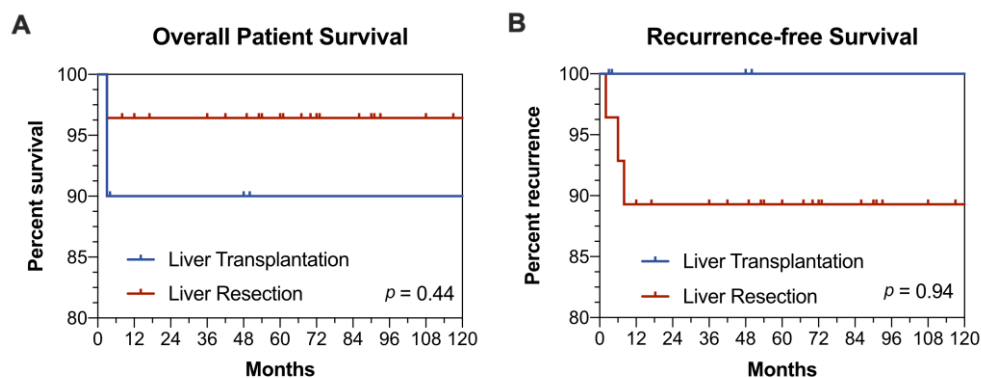 A
Overall Patient Survival
Percent survival
100
95
90
85
80
Liver Transplantation
Liver Resection
p = 0.44
0 12 24 36 48 60 72 84 96 108 120
Months
B
Recurrence-free Survival
Percent recurrence
100
95
90
85
80
Liver Transplantation
Liver Resection
p = 0.94
0 12 24 36 48 60 72 84 96 108 120
Months